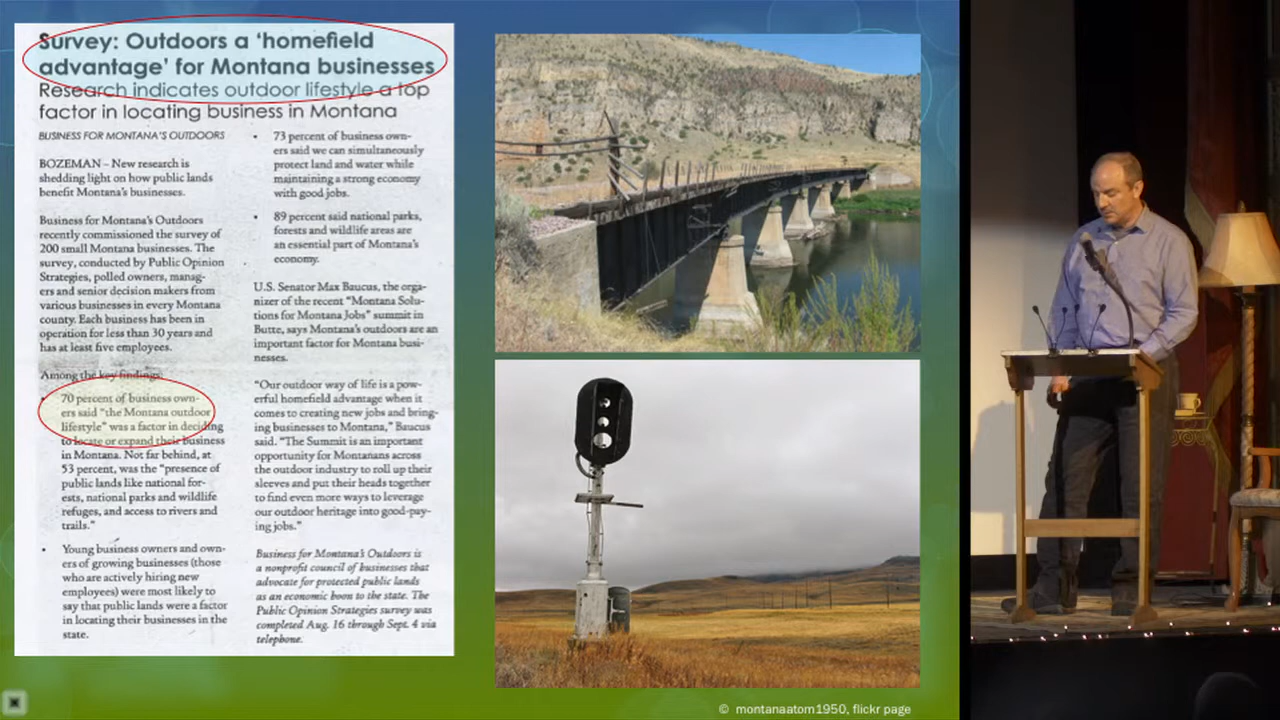 Survey: Outdoors a ‘homefield
advantage’ for Montana businesses
Research indicates outdoor lifestyle a top
factor in locating business in Montana
BUSINESS FOR MONTANA’S OUTDOORS
BOZEMAN – New research is
shedding light on how public lands
benefit Montana’s businesses.
Business for Montana’s Outdoors
recently commissioned the survey of
200 small Montana businesses. The
survey, conducted by Public Opinion
Strategies, polled owners, manag-
ers and senior decision makers from
various businesses in every Montana
county. Each business has been in
operation for less than 30 years and
has at least five employees.
Among the key findings:
70 percent of business own-
ers said “the Montana outdoor
lifestyle” was a factor in deciding
to locate or expand their business
in Montana. Not far behind, at
53 percent, was the “presence of
public lands like national for-
ests, national parks and wildlife
refuges, and access to rivers and
trails.”
• Young business owners and own-
ers of growing businesses (those
who are actively hiring new
employees) were most likely to
say that public lands were a factor
in locating their businesses in the
state.
• 73 percent of business own-
ers said we can simultaneously
protect land and water while
maintaining a strong economy
with good jobs.
• 89 percent said national parks,
forests and wildlife areas are
an essential part of Montana’s
economy.
U.S. Senator Max Baucus, the orga-
nizer of the recent “Montana Solu-
tions for Montana Jobs” summit in
Butte, says Montana’s outdoors are an
important factor for Montana busi-
nesses.
“Our outdoor way of life is a pow-
erful homefield advantage when it
comes to creating new jobs and bring-
ing businesses to Montana,” Baucus
said. “The Summit is an important
opportunity for Montanans across
the outdoor industry to roll up their
sleeves and put their heads together
to find even more ways to leverage
our outdoor heritage into good-pay-
ing jobs.”
Business for Montana’s Outdoors is
a nonprofit council of businesses that
advocate for protected public lands
as an economic boon to the state. The
Public Opinion Strategies survey was
completed Aug. 16 through Sept. 4 via
telephone.
© montanaatom1950, flickr page